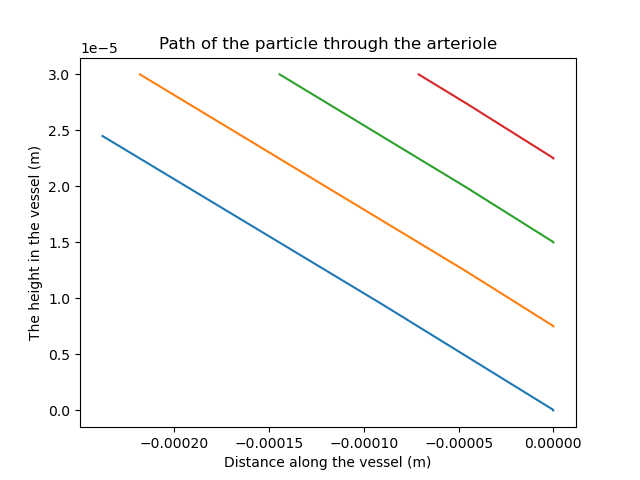 Path of the particle through the arteriole
1e−5
3.0
2.5
2.0
1.5
1.0
0.5
0.0
The height in the vessel (m)
−0.00020 −0.00015 −0.00010 −0.00005 0.00000
Distance along the vessel (m)